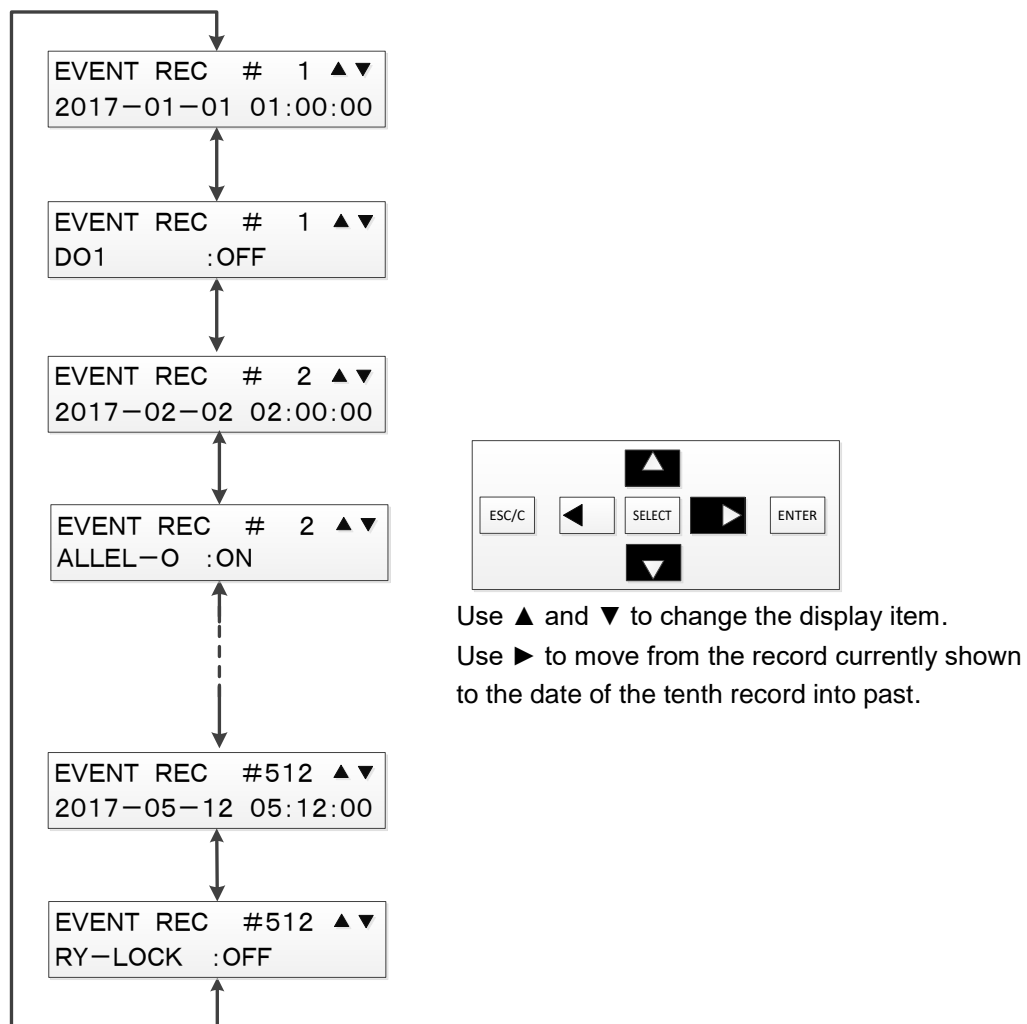 EVENT REC # 1 ▲▼
2017－01－01 01:00:00
EVENT REC # 1 ▲▼
DO1 :OFF
EVENT REC # 2 ▲▼
2017－02－02 02:00:00
EVENT REC # 2 ▲▼
ALLEL－O :ON
ESC/C ◀ SELECT ▶ ENTER
Use ▲ and ▼ to change the display item.
Use ► to move from the record currently shown
to the date of the tenth record into past.
EVENT REC #512 ▲▼
2017－05－12 05:12:00
EVENT REC #512 ▲▼
RY－LOCK :OFF